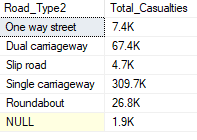 Road_Type2 Total_Casualties
One way street 7.4K
Dual carriageway 67.4K
Slip road 4.7K
Single carriageway 309.7K
Roundabout 26.8K
NULL 1.9K